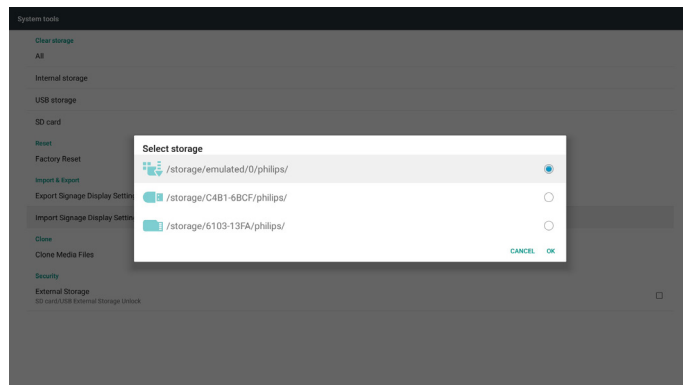 System tools
Clear storage
All
Internal storage
USB storage
SD card
Reset
Factory Reset
Import & Export
Export Signage Display Setting
Import Signage Display Settin
Clone
Clone Media Files
Security
External Storage
SD card/USB External Storage Unlock
Select storage
/storage/emulated/0/philips/
/storage/C4B1-6BCF/philips/
/storage/6103-13FA/philips/
CANCEL OK